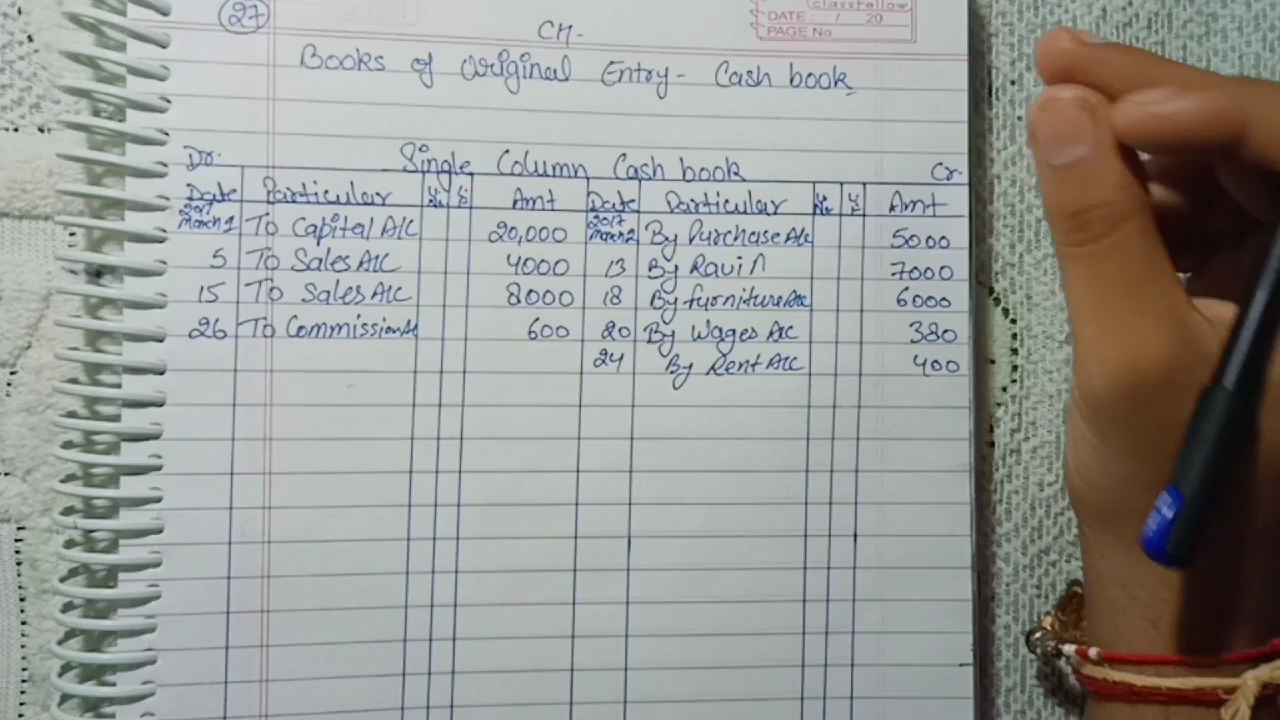 27
classfellow
DATE: / 20
PAGE No
CH-
Books of Original Entry- Cash book
Dr. Single Column Cash book Cr.
Date Particular Amt Date Particular Amt
2017 March 1 To Capital A/c 20,000 2017 March 2 By Purchase A/c 5000
5 To Sales A/c 4000 13 By Ravi 7000
15 To Sales A/c 8000 18 By furniture A/c 6000
26 To Commission A/c 600 20 By Wages A/c 380
24 By Rent A/c 400